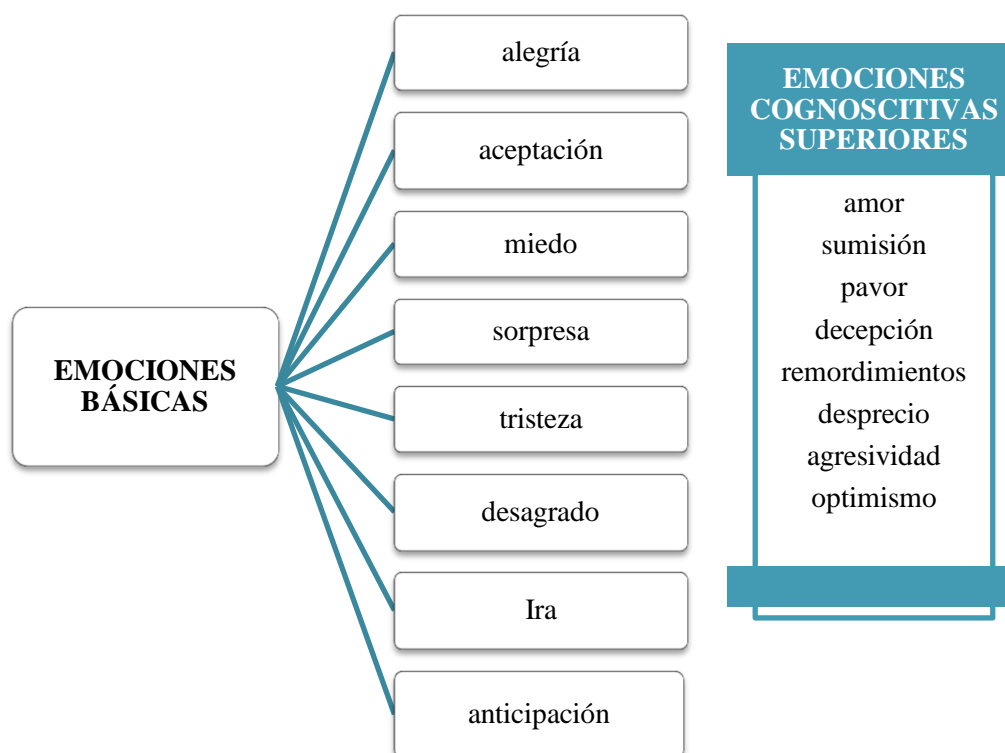 EMOCIONES
BÁSICAS
alegría
aceptación
miedo
sorpresa
tristeza
desagrado
Ira
anticipación
EMOCIONES
COGNOSCITIVAS
SUPERIORES
amor
sumisión
pavor
decepción
remordimientos
desprecio
agresividad
optimismo